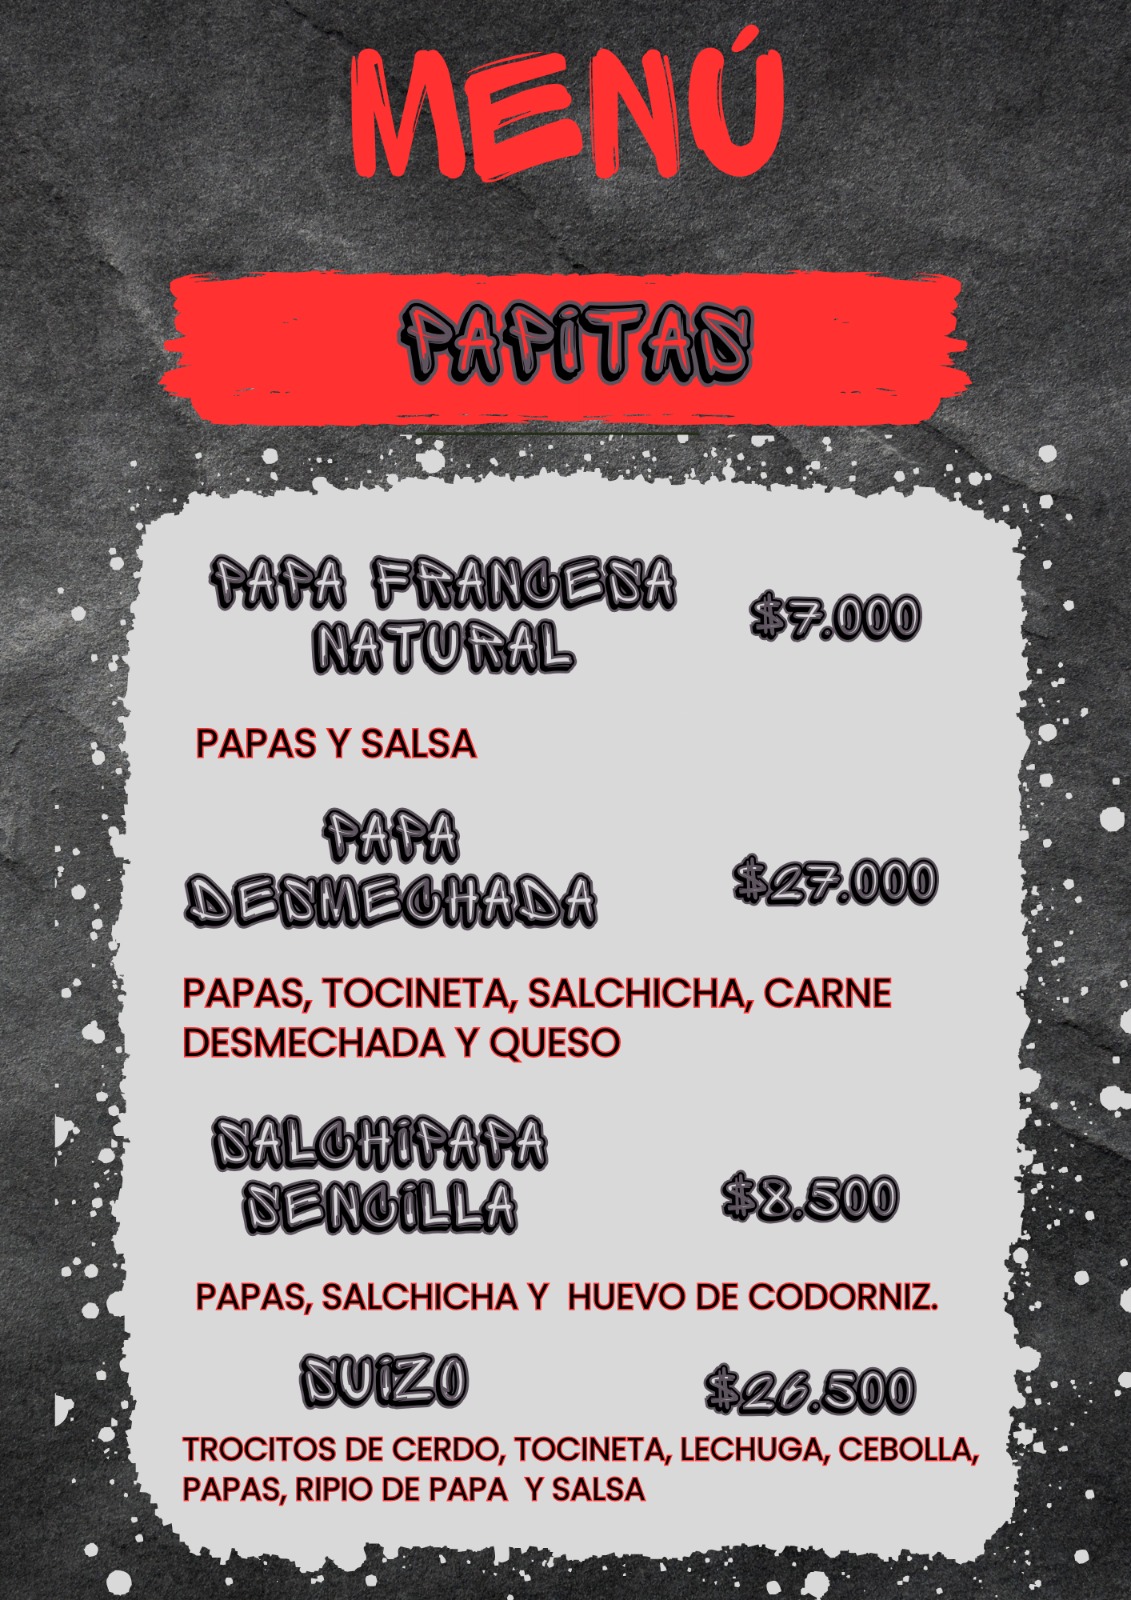 MENÚ
PAPITAS
PAPA FRANCESA
NATURAL
$7.000
PAPAS Y SALSA
PAPA
DESMECHADA
$27.000
PAPAS, TOCINETA, SALCHICHA, CARNE
DESMECHADA Y QUESO
SALCHIPAPA
SENCILLA
$8.500
PAPAS, SALCHICHA Y  HUEVO DE CODORNIZ.
SUIZO
$26.500
TROCITOS DE CERDO, TOCINETA, LECHUGA, CEBOLLA,
PAPAS, RIPIO DE PAPA  Y SALSA